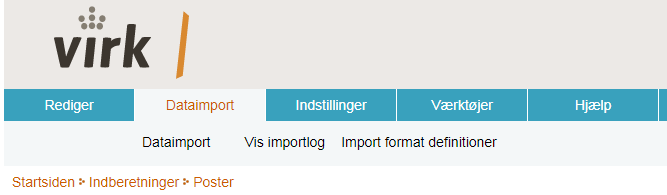 virk
Rediger Dataimport Indstillinger Værktøjer Hjælp
Dataimport Vis importlog Import format definitioner
Startsiden Indberetninger Poster